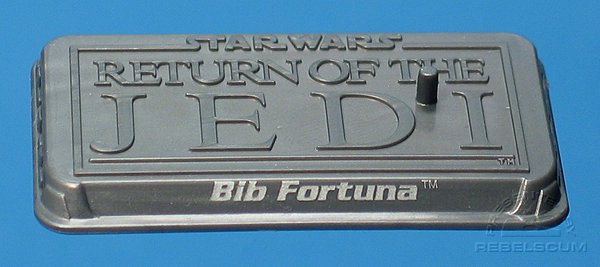 STAR WARS
RETURN OF THE
JEDI
TM
Bib Fortuna™
REBELSCUM